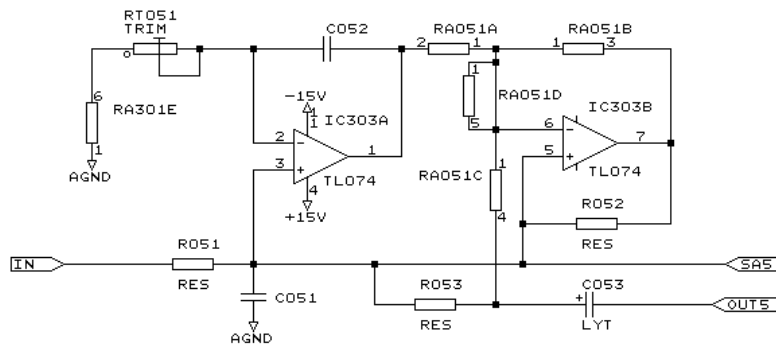 RT051
TRIM
C052
RA051A
RA051B
2 1
1 3
6
RA301E
1
AGND
-15V
1
1
IC303A
2 -
3 +
1
4
TL074
+15V
1
RA051D
5
IC303B
6 -
5 +
7
TL074
1
RA051C
4
R052
RES
IN
R051
RES
SA5
C051
AGND
R053
RES
+
C053
LYT
OUT5